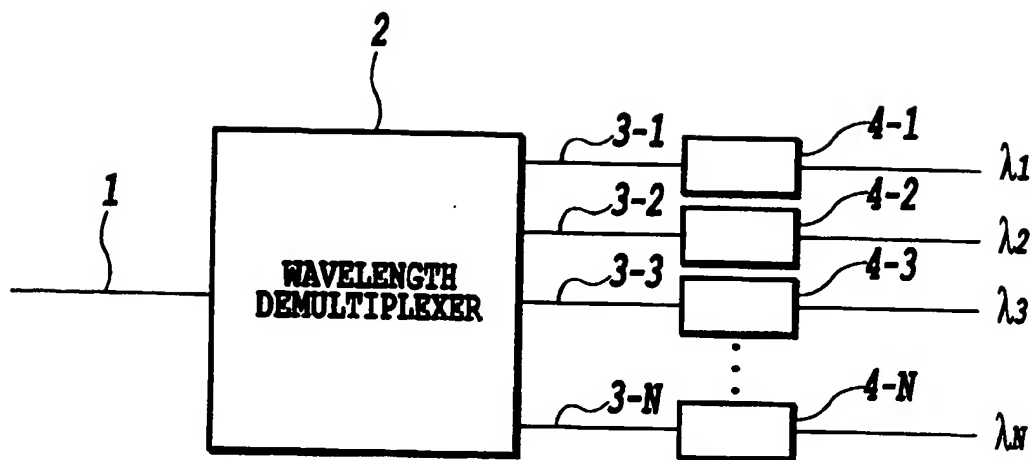 2
3-1
4-1
λ1
1
3-2
4-2
λ2
WAVELENGTH
DEMULTIPLEXER
3-3
4-3
λ3
3-N
4-N
λN